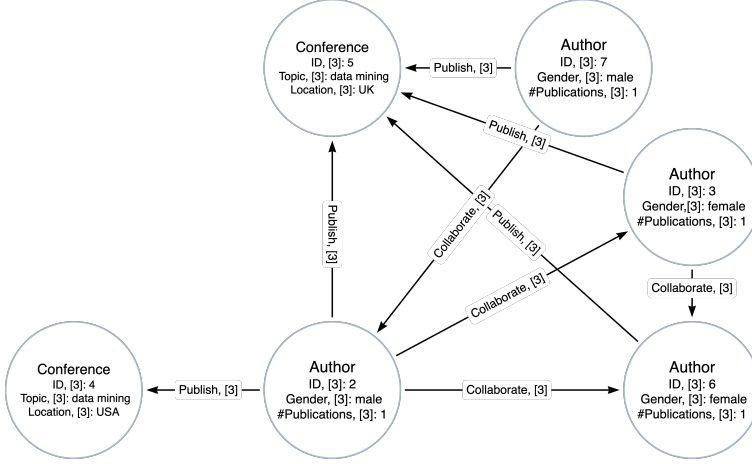 Conference
ID, [3]: 5
Topic, [3]: data mining
Location, [3]: UK
Publish, [3]
Author
ID, [3]: 7
Gender, [3]: male
#Publications, [3]: 1
Publish, [3]
Author
ID, [3]: 3
Gender,[3]: female
#Publications, [3]: 1
Collaborate, [3]
Publish, [3]
Publish, [3]
Collaborate, [3]
Collaborate, [3]
Conference
ID, [3]: 4
Topic, [3]: data mining
Location, [3]: USA
Publish, [3]
Author
ID, [3]: 2
Gender, [3]: male
#Publications, [3]: 1
Collaborate, [3]
Author
ID, [3]: 6
Gender, [3]: female
#Publications, [3]: 1